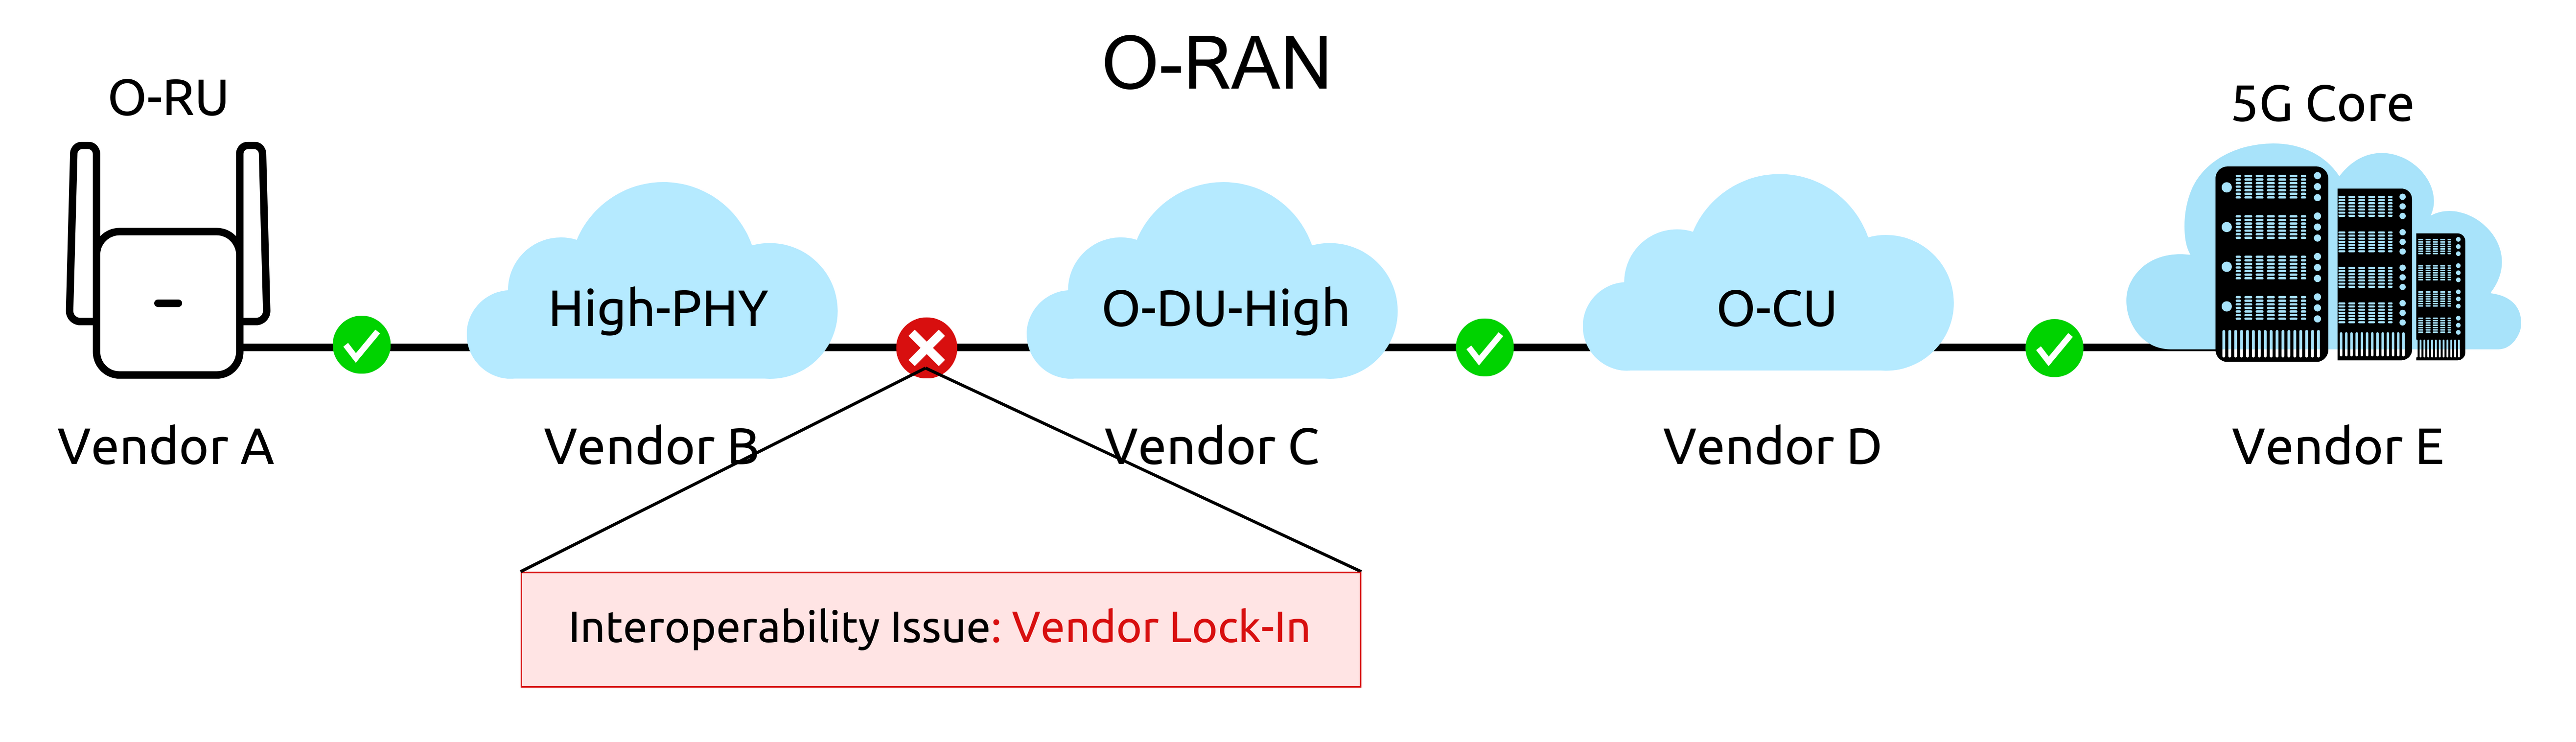 O-RAN
O-RU
5G Core
High-PHY
O-DU-High
O-CU
Vendor A
Vendor B
Vendor C
Vendor D
Vendor E
Interoperability Issue: Vendor Lock-In